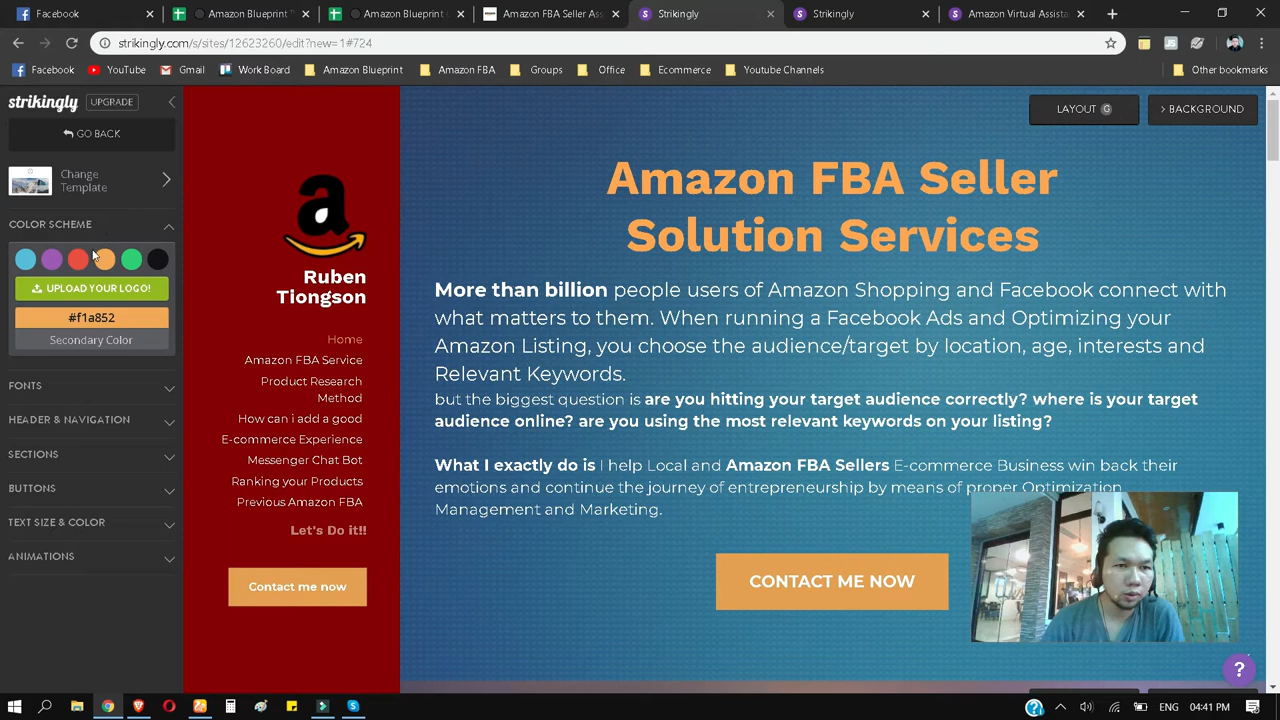 Facebook
Amazon Blueprint
Amazon Blueprint
Amazon FBA Seller Ass
Strikingly
Strikingly
Amazon Virtual Assista
strikingly.com/s/sites/12623260/edit?new=1#724
Facebook
YouTube
Gmail
Work Board
Amazon Blueprint
Amazon FBA
Groups
Office
Ecommerce
Youtube Channels
Other bookmarks
strikingly
UPGRADE
GO BACK
Change
Template
COLOR SCHEME
UPLOAD YOUR LOGO!
#f1a852
Secondary Color
FONTS
HEADER & NAVIGATION
SECTIONS
BUTTONS
TEXT SIZE & COLOR
ANIMATIONS
a
Ruben
Tiongson
Home
Amazon FBA Service
Product Research
Method
How can i add a good
E-commerce Experience
Messenger Chat Bot
Ranking your Products
Previous Amazon FBA
Let's Do it!!
Contact me now
LAYOUT G
BACKGROUND
Amazon FBA Seller
Solution Services
More than billion people users of Amazon Shopping and Facebook connect with
what matters to them. When running a Facebook Ads and Optimizing your
Amazon Listing, you choose the audience/target by location, age, interests and
Relevant Keywords.
but the biggest question is are you hitting your target audience correctly? where is your target
audience online? are you using the most relevant keywords on your listing?
What I exactly do is I help Local and Amazon FBA Sellers E-commerce Business win back their
emotions and continue the journey of entrepreneurship by means of proper Optimization
Management and Marketing.
CONTACT ME NOW
?
ENG
04:41 PM